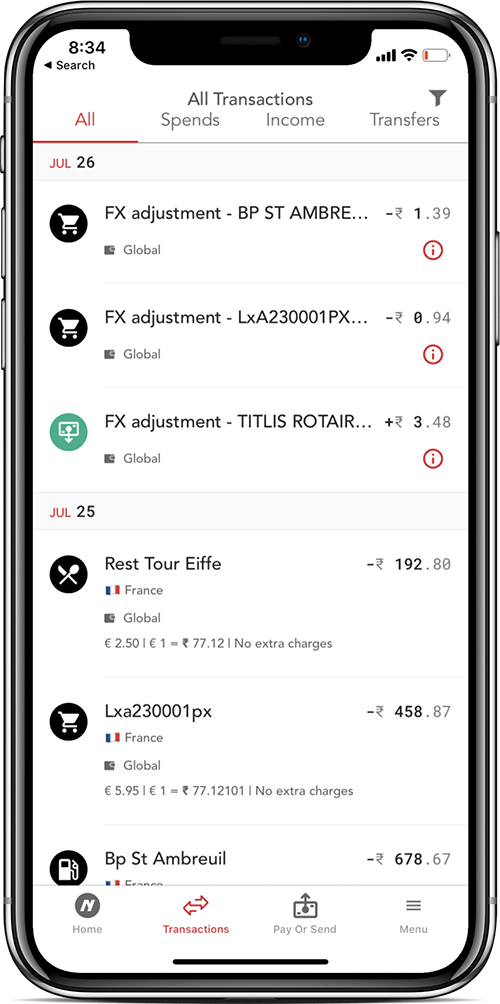 8:34
◀ Search
All Transactions
All Spends Income Transfers
JUL 26
FX adjustment - BP ST AMBRE... -₹ 1.39
Global
FX adjustment - LxA230001PX... -₹ 0.94
Global
FX adjustment - TITLIS ROTAIR... +₹ 3.48
Global
JUL 25
Rest Tour Eiffe -₹ 192.80
France
Global
€ 2.50 | € 1 = ₹ 77.12 | No extra charges
Lxa230001px -₹ 458.87
France
Global
€ 5.95 | € 1 = ₹ 77.12101 | No extra charges
Bp St Ambreuil -₹ 678.67
France
Home Transactions Pay Or Send Menu